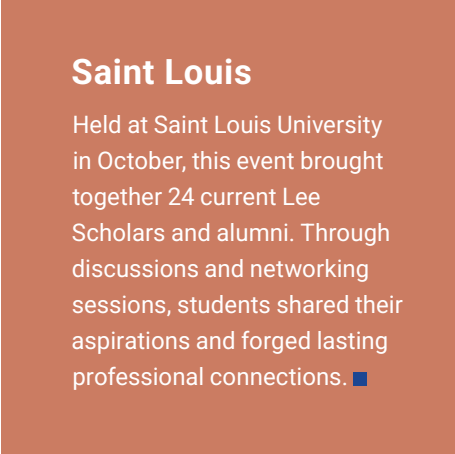 Saint Louis
Held at Saint Louis University
in October, this event brought
together 24 current Lee
Scholars and alumni. Through
discussions and networking
sessions, students shared their
aspirations and forged lasting
professional connections.